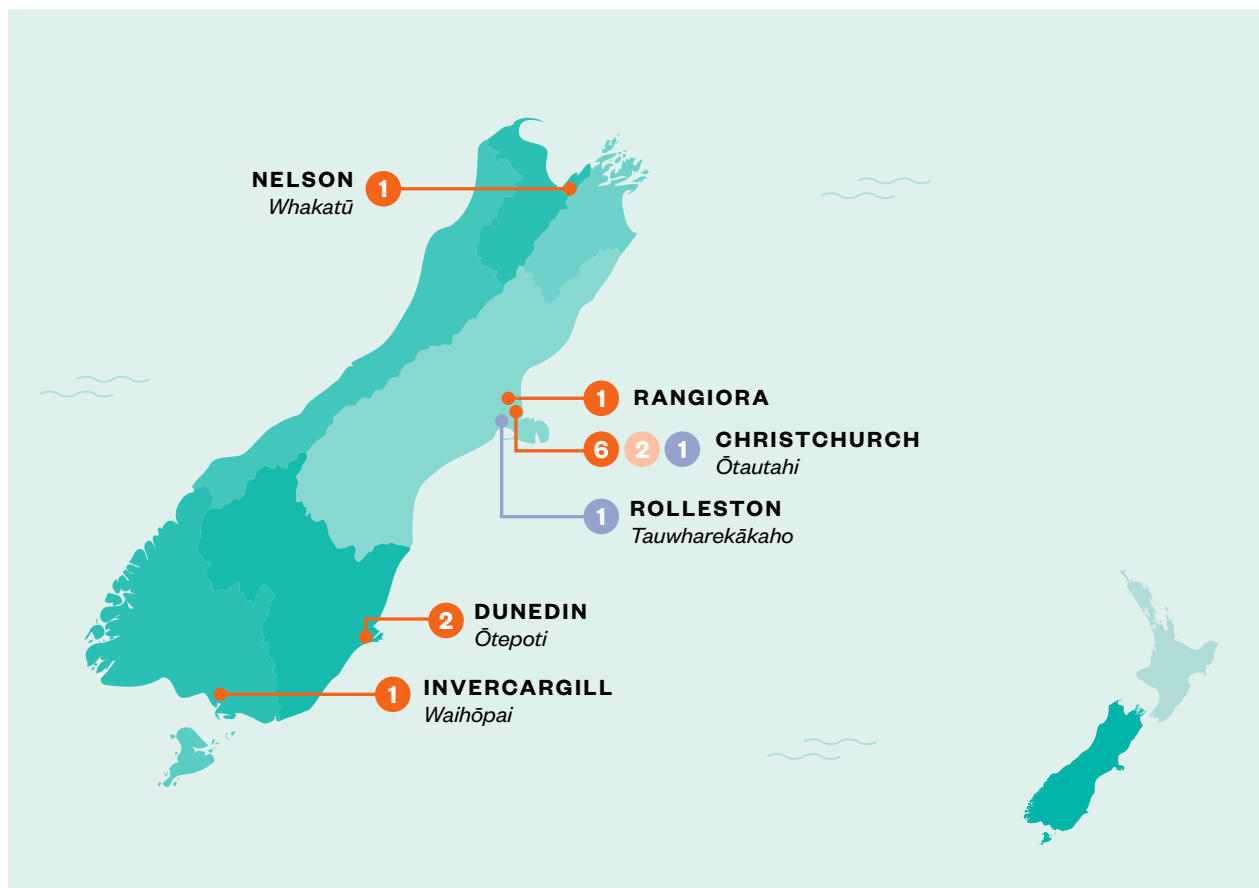 NELSON
1
Whakatū
1 RANGIORA
6 2 1 CHRISTCHURCH
Ōtautahi
1 ROLLESTON
Tauwharekākaho
2 DUNEDIN
Ōtepoti
1 INVERCARGILL
Waihōpai